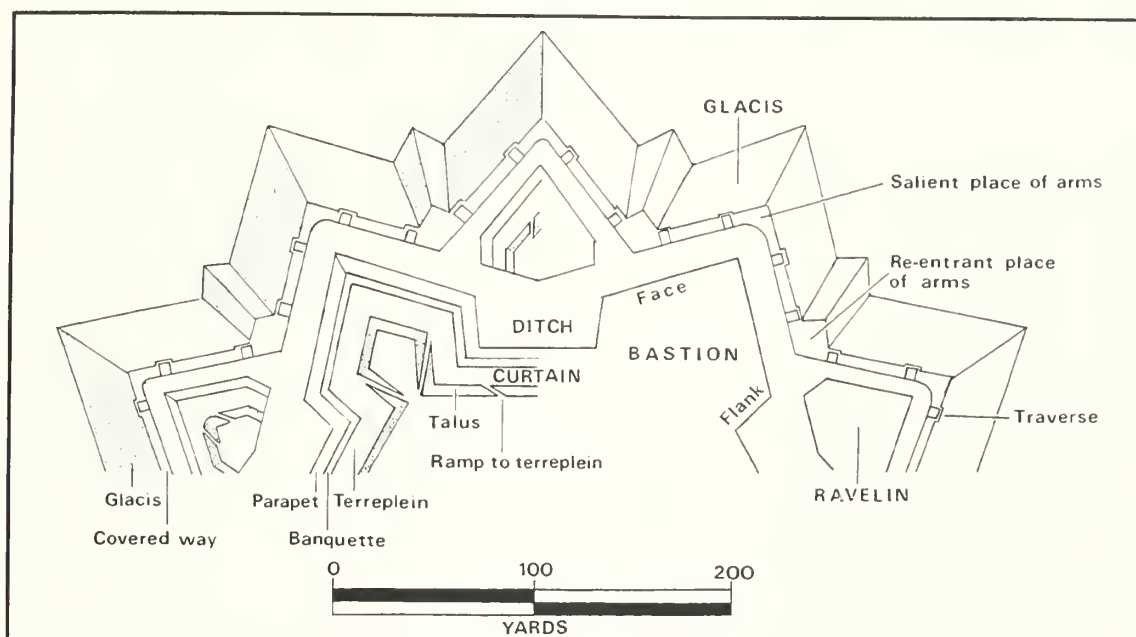 GLACIS
Salient place of arms
Re-entrant place
of arms
Face
DITCH
BASTION
CURTAIN
Flank
Talus
Traverse
Ramp to terreplein
Glacis
Parapet
Terreplein
RAVELIN
Covered way
Banquette
0
100
200
YARDS